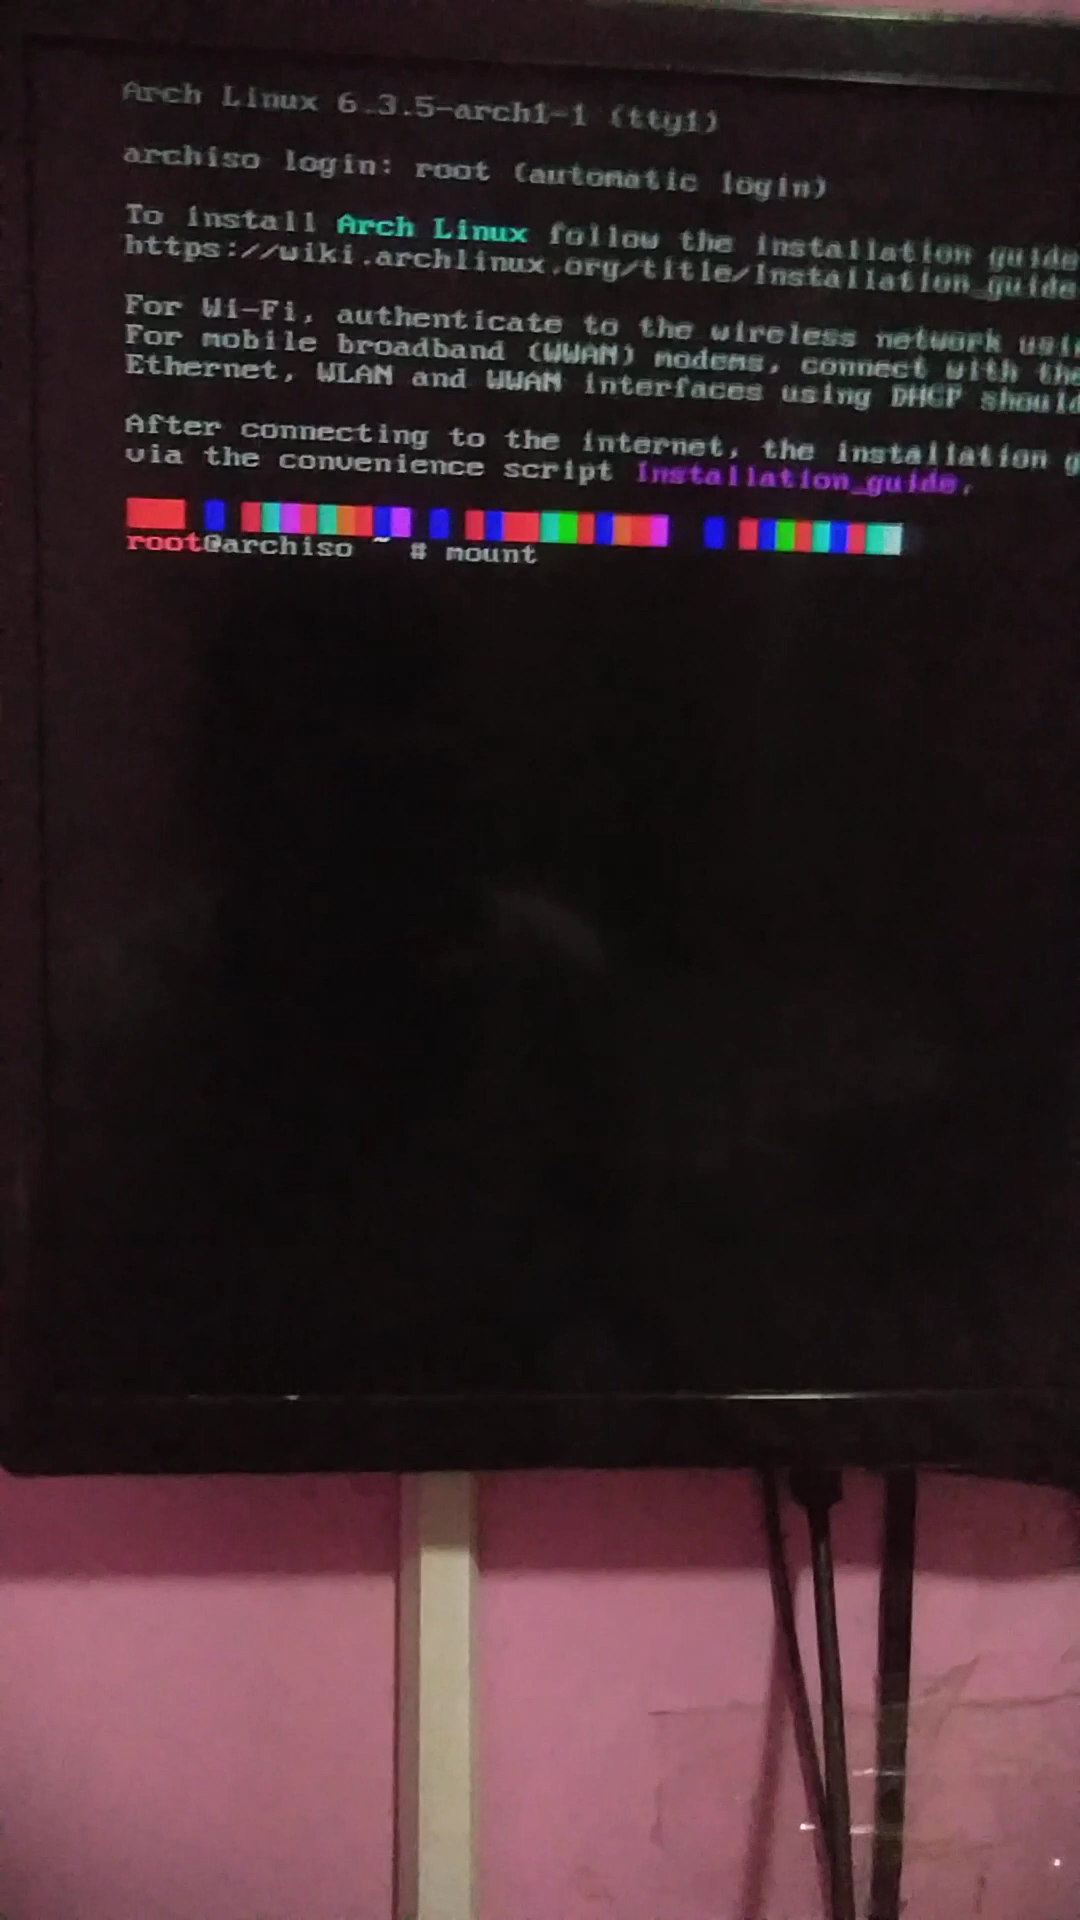 Arch Linux 6.3.5-arch1-1 (tty1)
archiso login: root (automatic login)
To install Arch Linux follow the installation guide
https://wiki.archlinux.org/title/Installation_guide
For Wi-Fi, authenticate to the wireless network
For mobile broadband (WWAN) modems, connect with the
Ethernet, WLAN and WWAN interfaces using DHCP should
After connecting to the internet, the installation
via the convenience script Installation_guide.
root@archiso ~ # mount